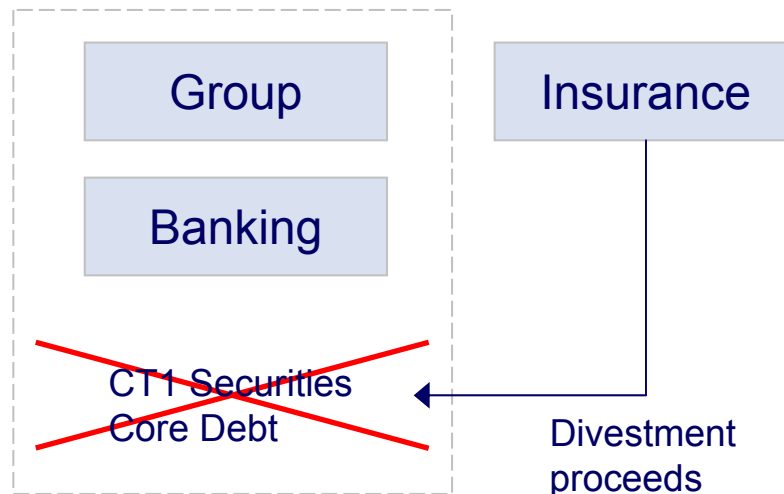 Group
Insurance
Banking
CT1 Securities
Core Debt
Divestment
proceeds